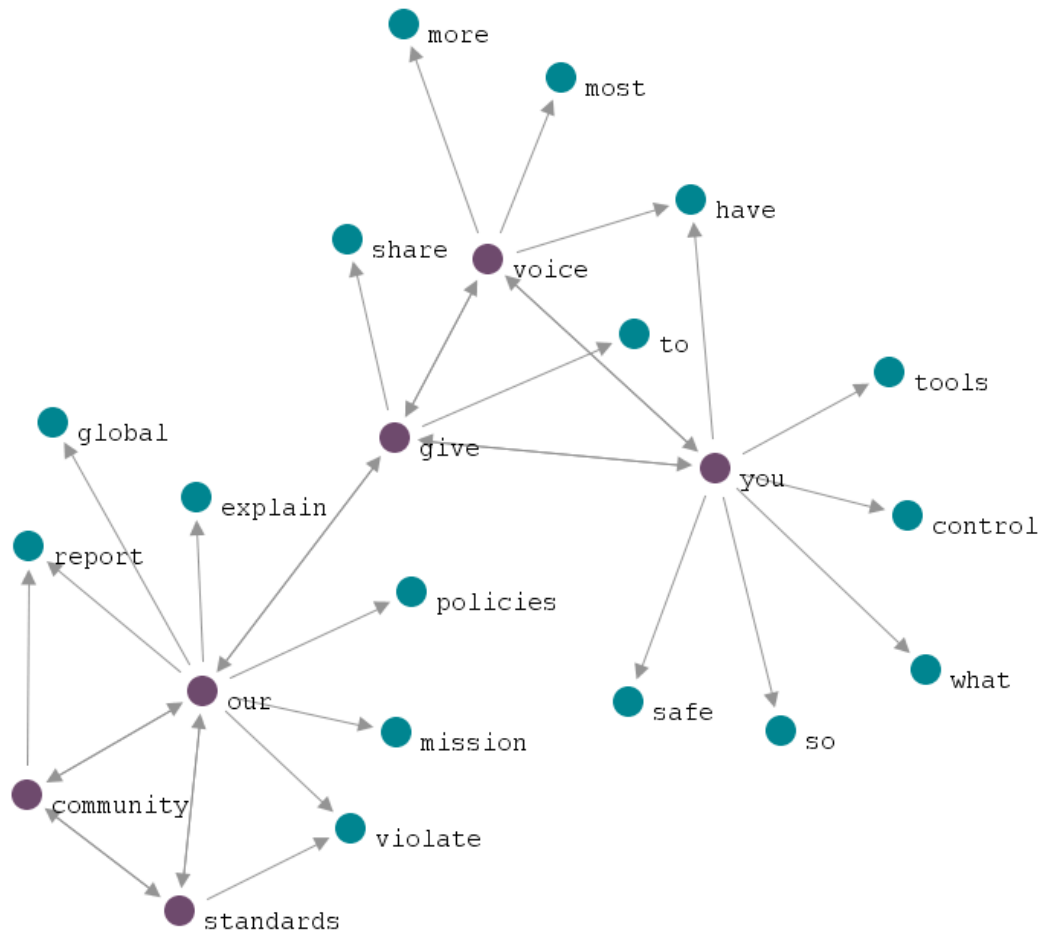 more
most
have
share
voice
to
tools
global
give
you
explain
control
report
policies
what
our
safe
so
mission
community
violate
standards